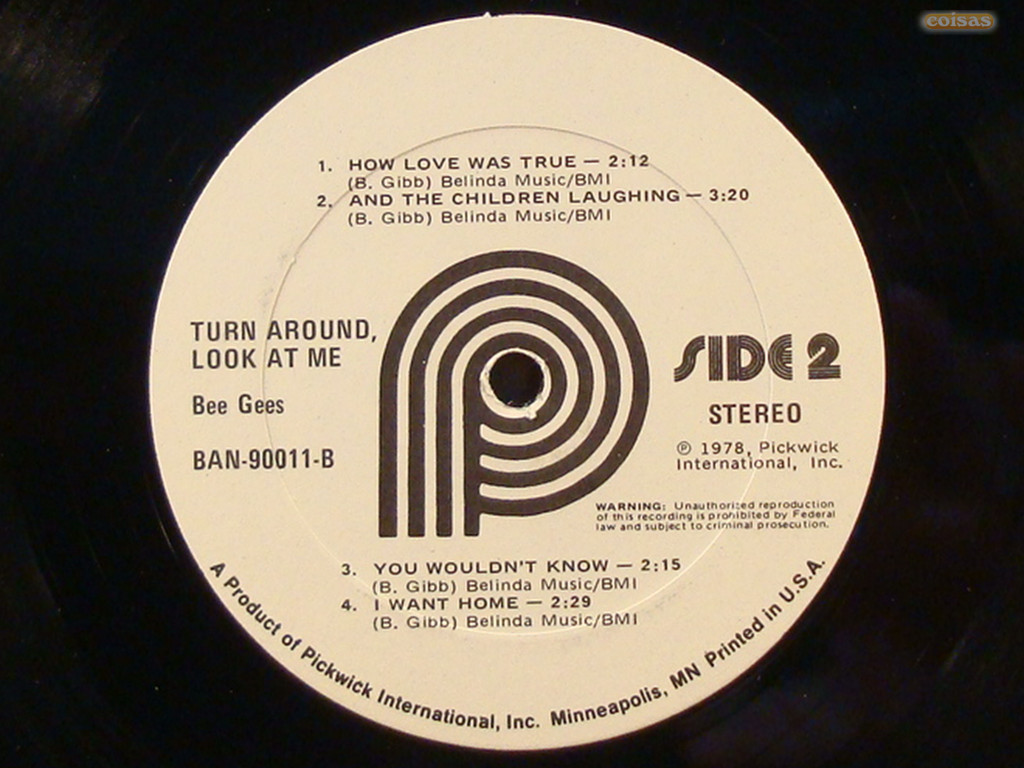 coisas
1. HOW LOVE WAS TRUE — 2:12
(B. Gibb) Belinda Music/BMI
2. AND THE CHILDREN LAUGHING — 3:20
(B. Gibb) Belinda Music/BMI
TURN AROUND,
LOOK AT ME
Bee Gees
BAN-90011-B
SIDE 2
STEREO
℗ 1978, Pickwick
International, Inc.
WARNING: Unauthorized reproduction
of this recording is prohibited by Federal
law and subject to criminal prosecution.
3. YOU WOULDN'T KNOW — 2:15
(B. Gibb) Belinda Music/BMI
4. I WANT HOME — 2:29
(B. Gibb) Belinda Music/BMI
A Product of Pickwick International, Inc. Minneapolis, MN Printed in U.S.A.